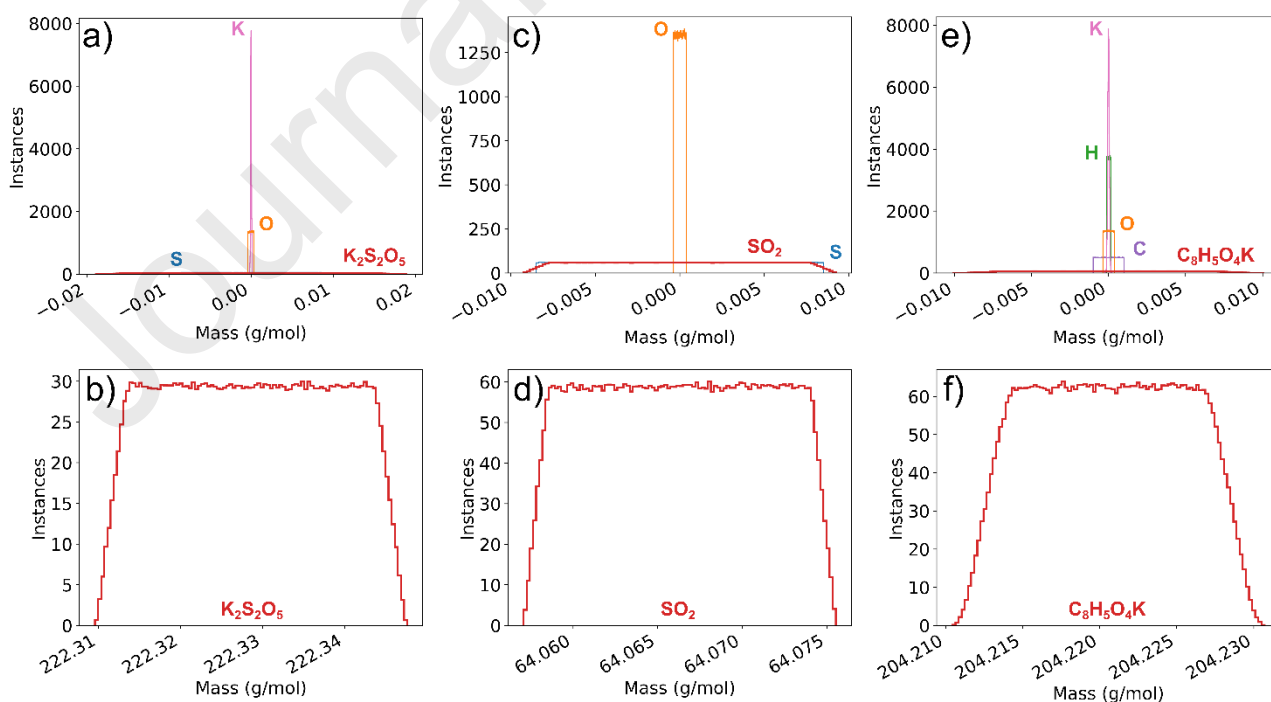 Journal
a)
K
O
S
K₂S₂O₅
Instances
8000
6000
4000
2000
0
−0.02
−0.01
0.00
0.01
0.02
Mass (g/mol)
c)
O
SO₂
S
Instances
1250
1000
750
500
250
0
−0.010
−0.005
0.000
0.005
0.010
Mass (g/mol)
e)
K
H
O
C
C₈H₅O₄K
Instances
8000
6000
4000
2000
0
−0.010
−0.005
0.000
0.005
0.010
Mass (g/mol)
b)
K₂S₂O₅
Instances
30
25
20
15
10
5
0
222.31
222.32
222.33
222.34
Mass (g/mol)
d)
SO₂
Instances
60
50
40
30
20
10
0
64.060
64.065
64.070
64.075
Mass (g/mol)
f)
C₈H₅O₄K
Instances
60
50
40
30
20
10
0
204.210
204.215
204.220
204.225
204.230
Mass (g/mol)